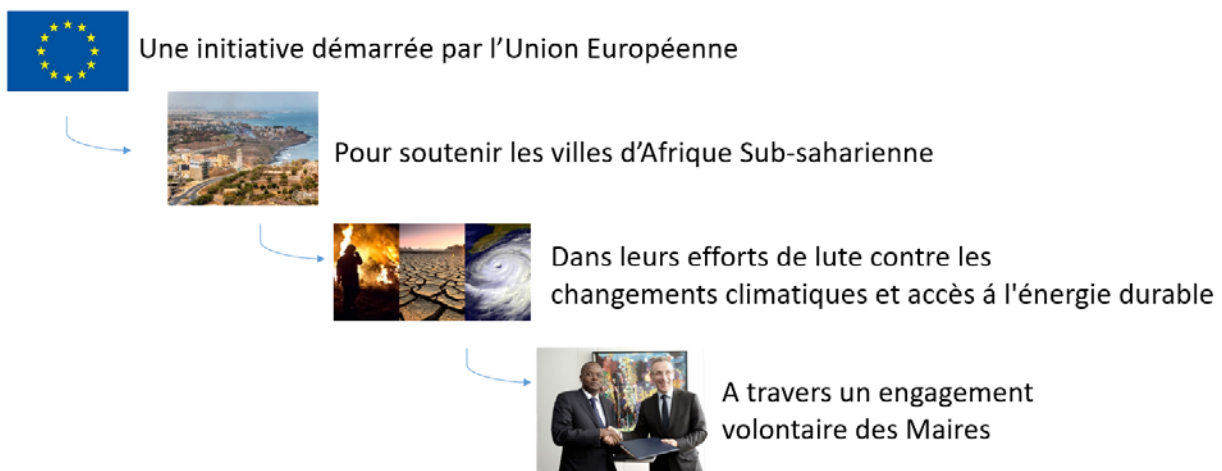 Une initiative démarrée par l’Union Européenne
Pour soutenir les villes d’Afrique Sub-saharienne
Dans leurs efforts de lute contre les
changements climatiques et accès á l'énergie durable
A travers un engagement
volontaire des Maires